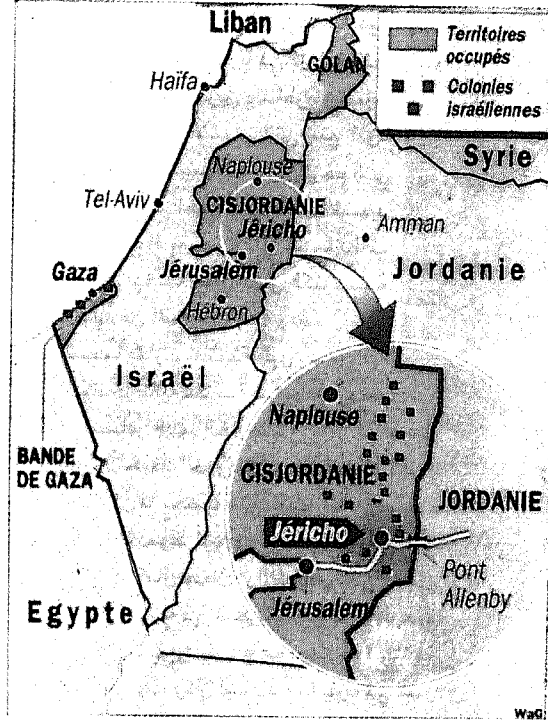 Liban
Territoires
occupés
Colonies
israéliennes
GOLAN
Haïfa
Syrie
Naplouse
Tel-Aviv
CISJORDANIE
Jéricho
Amman
Gaza
Jérusalem
Jordanie
Hébron
Israël
Naplouse
BANDE
DE GAZA
CISJORDANIE
JORDANIE
Jéricho
Pont
Allenby
Egypte
Jérusalem
WaG